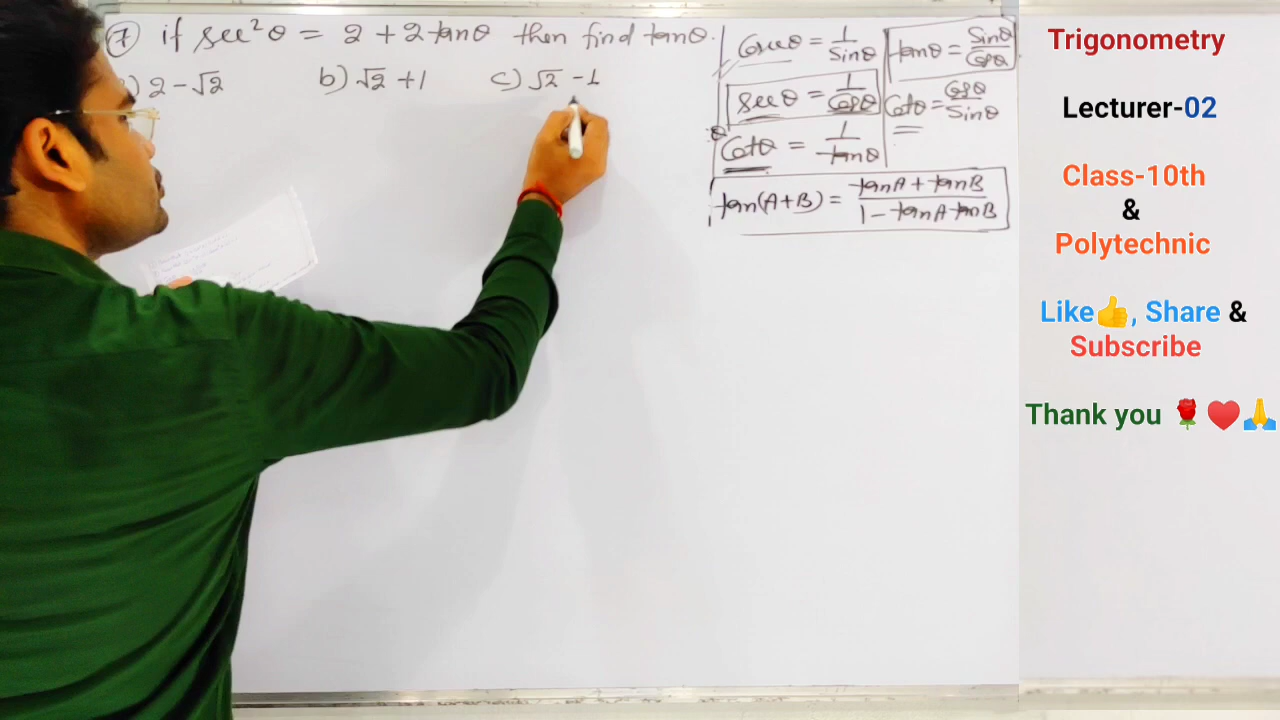 7 if sec²θ = 2 + 2 tanθ then find tanθ.
) 2 - √2 b) √2 + 1 c) √2 - 1
Cosecθ = 1/Sinθ tanθ = Sinθ/Cosθ
secθ = 1/Cosθ Cotθ = Cosθ/Sinθ
Cotθ = 1/tanθ
tan(A+B) = tanA + tanB / 1 - tanA tanB
Trigonometry
Lecturer-02
Class-10th
&
Polytechnic
Like👍, Share &
Subscribe
Thank you 🌹♥️🙏